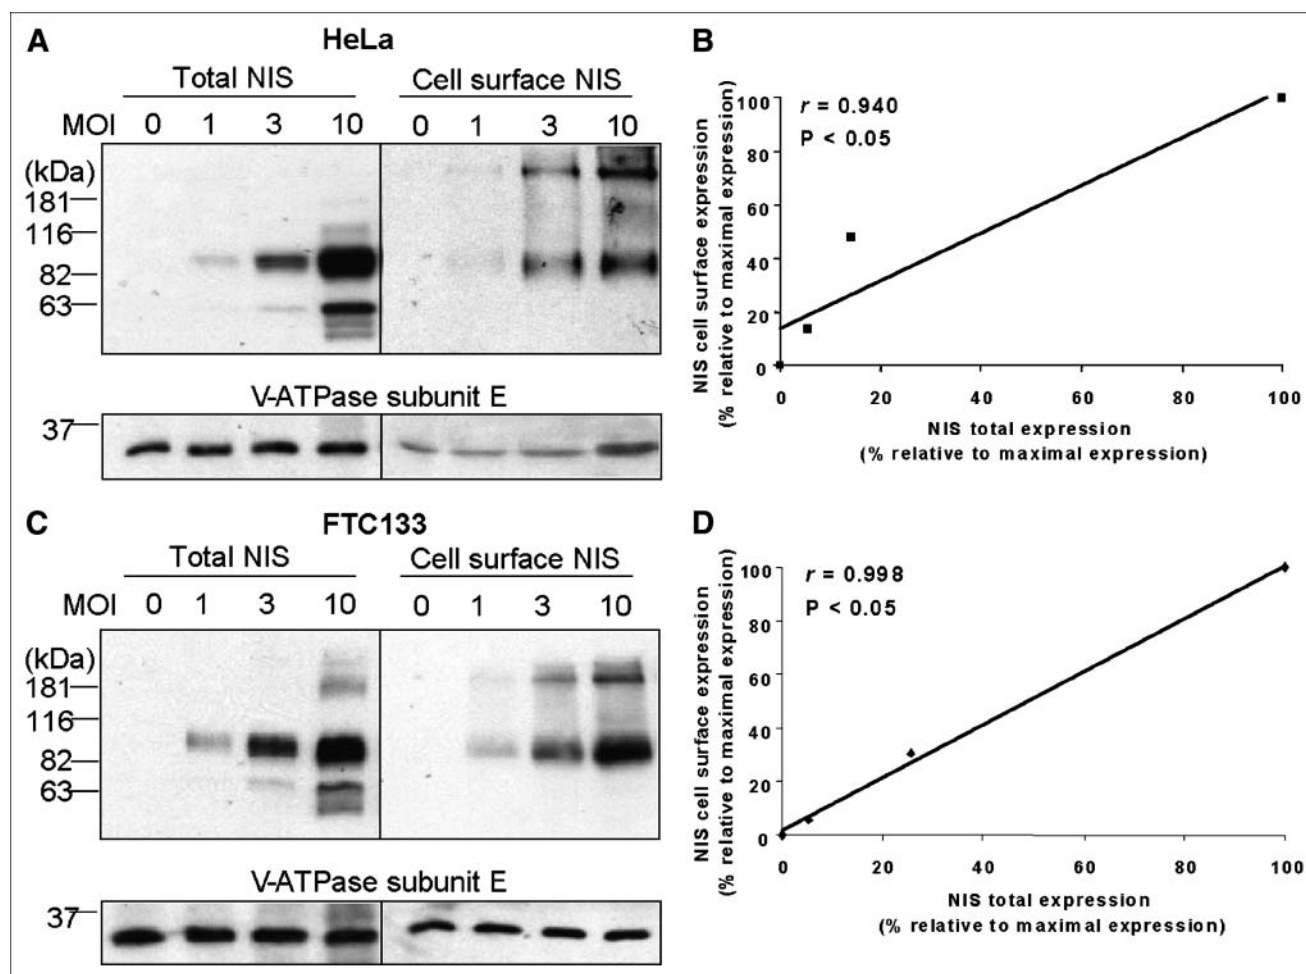 A
HeLa
Total NIS
Cell surface NIS
MOI 0 1 3 10 0 1 3 10
(kDa)
181
116
82
63
V-ATPase subunit E
37
B
r = 0.940
P < 0.05
NIS cell surface expression
(% relative to maximal expression)
100
80
60
40
20
0
0 20 40 60 80 100
NIS total expression
(% relative to maximal expression)
C
FTC133
Total NIS
Cell surface NIS
MOI 0 1 3 10 0 1 3 10
(kDa)
181
116
82
63
V-ATPase subunit E
37
D
r = 0.998
P < 0.05
NIS cell surface expression
(% relative to maximal expression)
100
80
60
40
20
0
0 20 40 60 80 100
NIS total expression
(% relative to maximal expression)